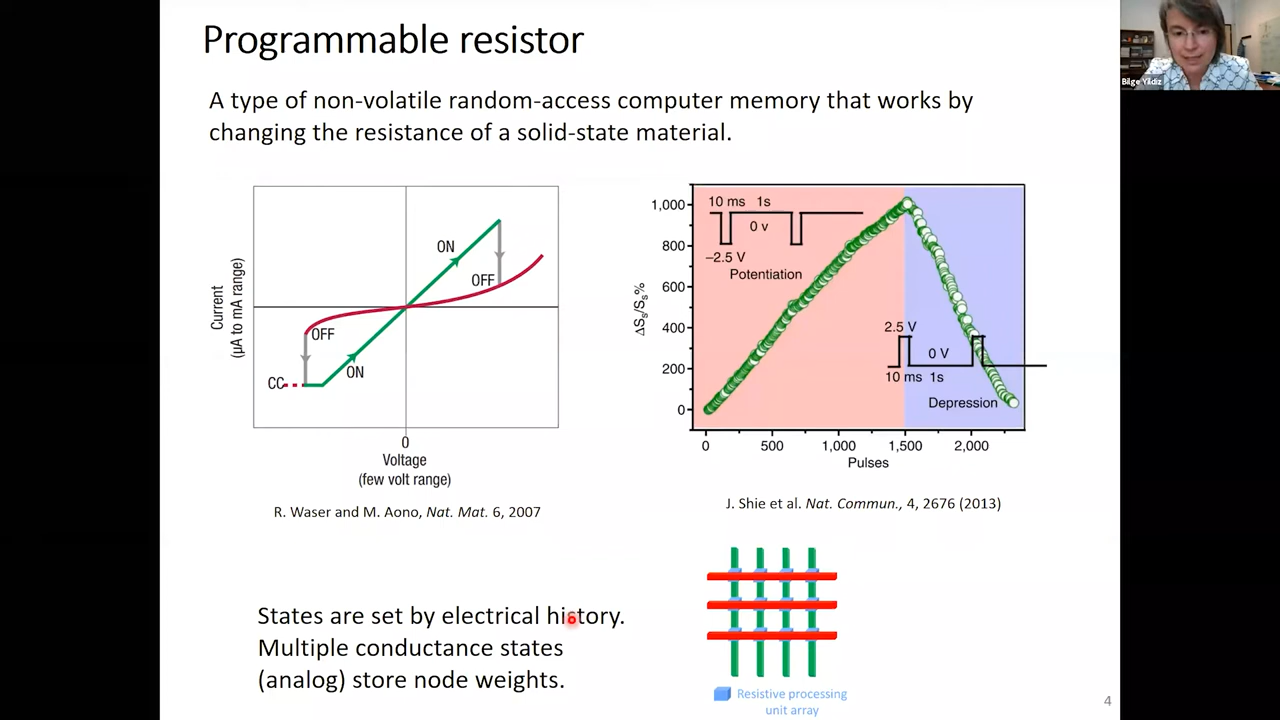 Programmable resistor
Bilge Yildiz
A type of non-volatile random-access computer memory that works by
changing the resistance of a solid-state material.
Current
(µA to mA range)
ON
OFF
OFF
ON
CC
0
Voltage
(few volt range)
R. Waser and M. Aono, Nat. Mat. 6, 2007
ΔSs/Ss%
1,000
800
600
400
200
0
10 ms 1s
0 v
−2.5 V
Potentiation
2.5 V
0 V
10 ms 1s
Depression
0 500 1,000 1,500 2,000
Pulses
J. Shie et al. Nat. Commun., 4, 2676 (2013)
States are set by electrical history.
Multiple conductance states
(analog) store node weights.
Resistive processing
unit array
4